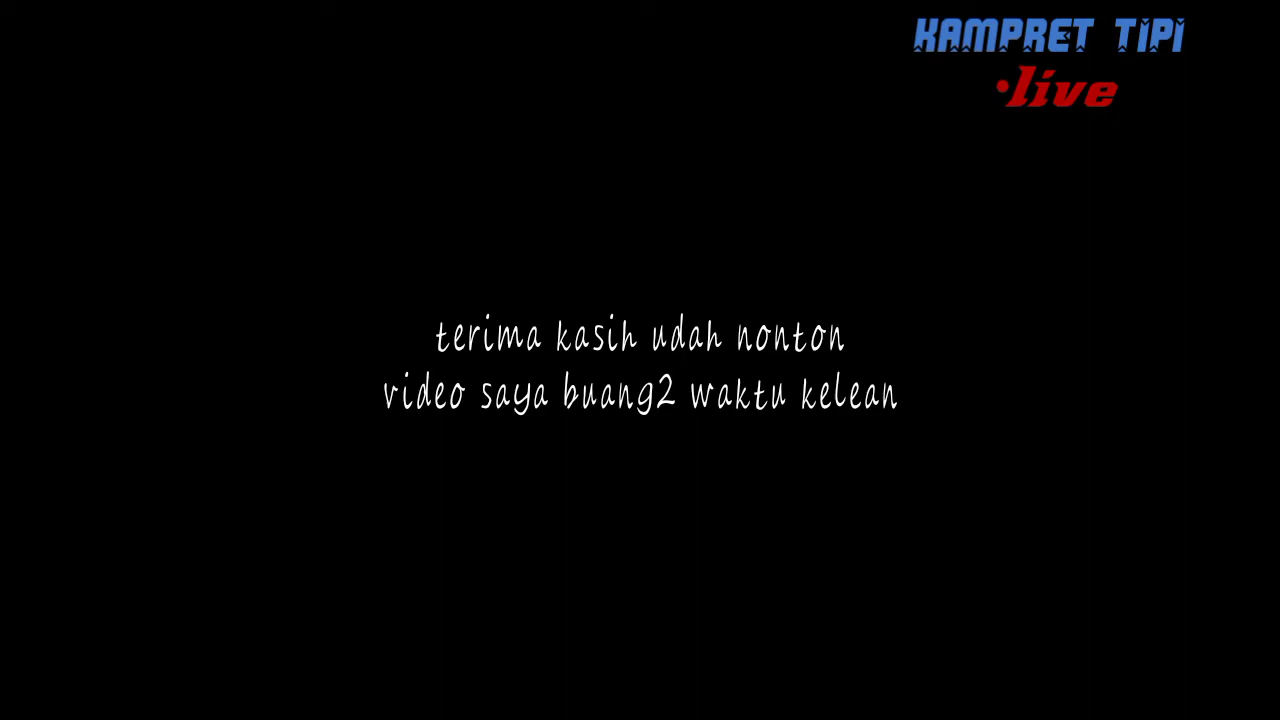 KAMPRET TIPI
•live
terima kasih udah nonton
video saya buang2 waktu kelean